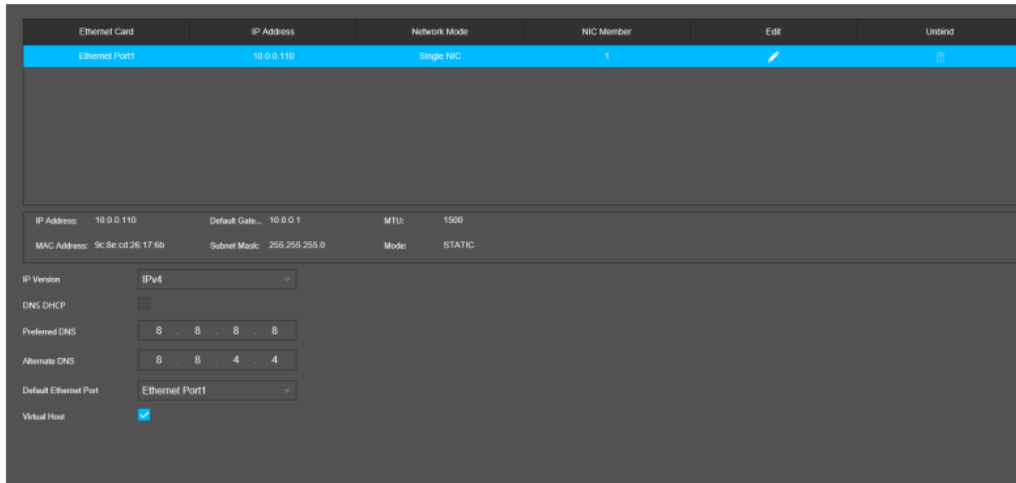 Ethernet Card IP Address Network Mode NIC Member Edit Unbind
Ethernet Port1 10.0.0.110 Single NIC 1
IP Address: 10.0.0.110 Default Gate... 10.0.0.1 MTU: 1500
MAC Address: 9c:8e:cd:26:17:6b Subnet Mask: 255.255.255.0 Mode: STATIC
IP Version IPv4
DNS DHCP
Preferred DNS 8 . 8 . 8 . 8
Alternate DNS 8 . 8 . 4 . 4
Default Ethernet Port Ethernet Port1
Virtual Host